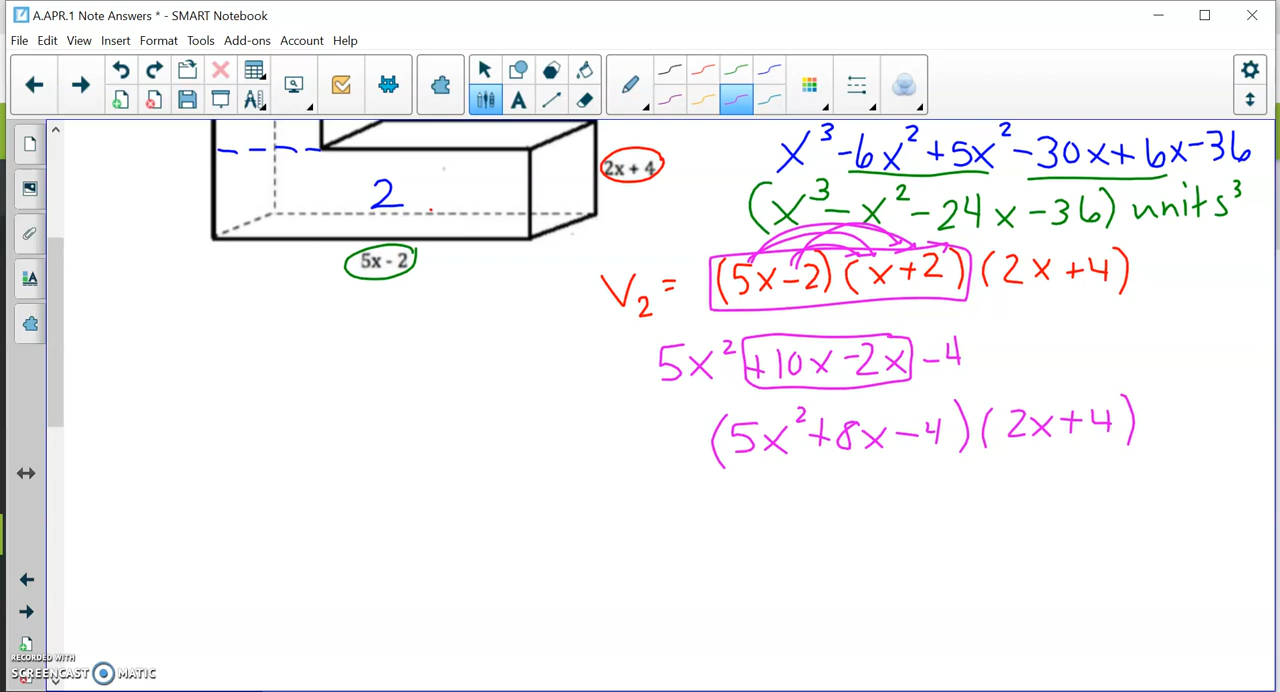 A.APR.1 Note Answers * - SMART Notebook
File Edit View Insert Format Tools Add-ons Account Help
x³ -6x² +5x² -30x+6x-36
2x + 4
2
(x³ - x² - 24x - 36) units³
5x - 2
V₂ = (5x-2)(x+2)(2x+4)
5x² +10x -2x -4
(5x²+8x-4)(2x+4)
RECORDED WITH
SCREENCAST MATIC